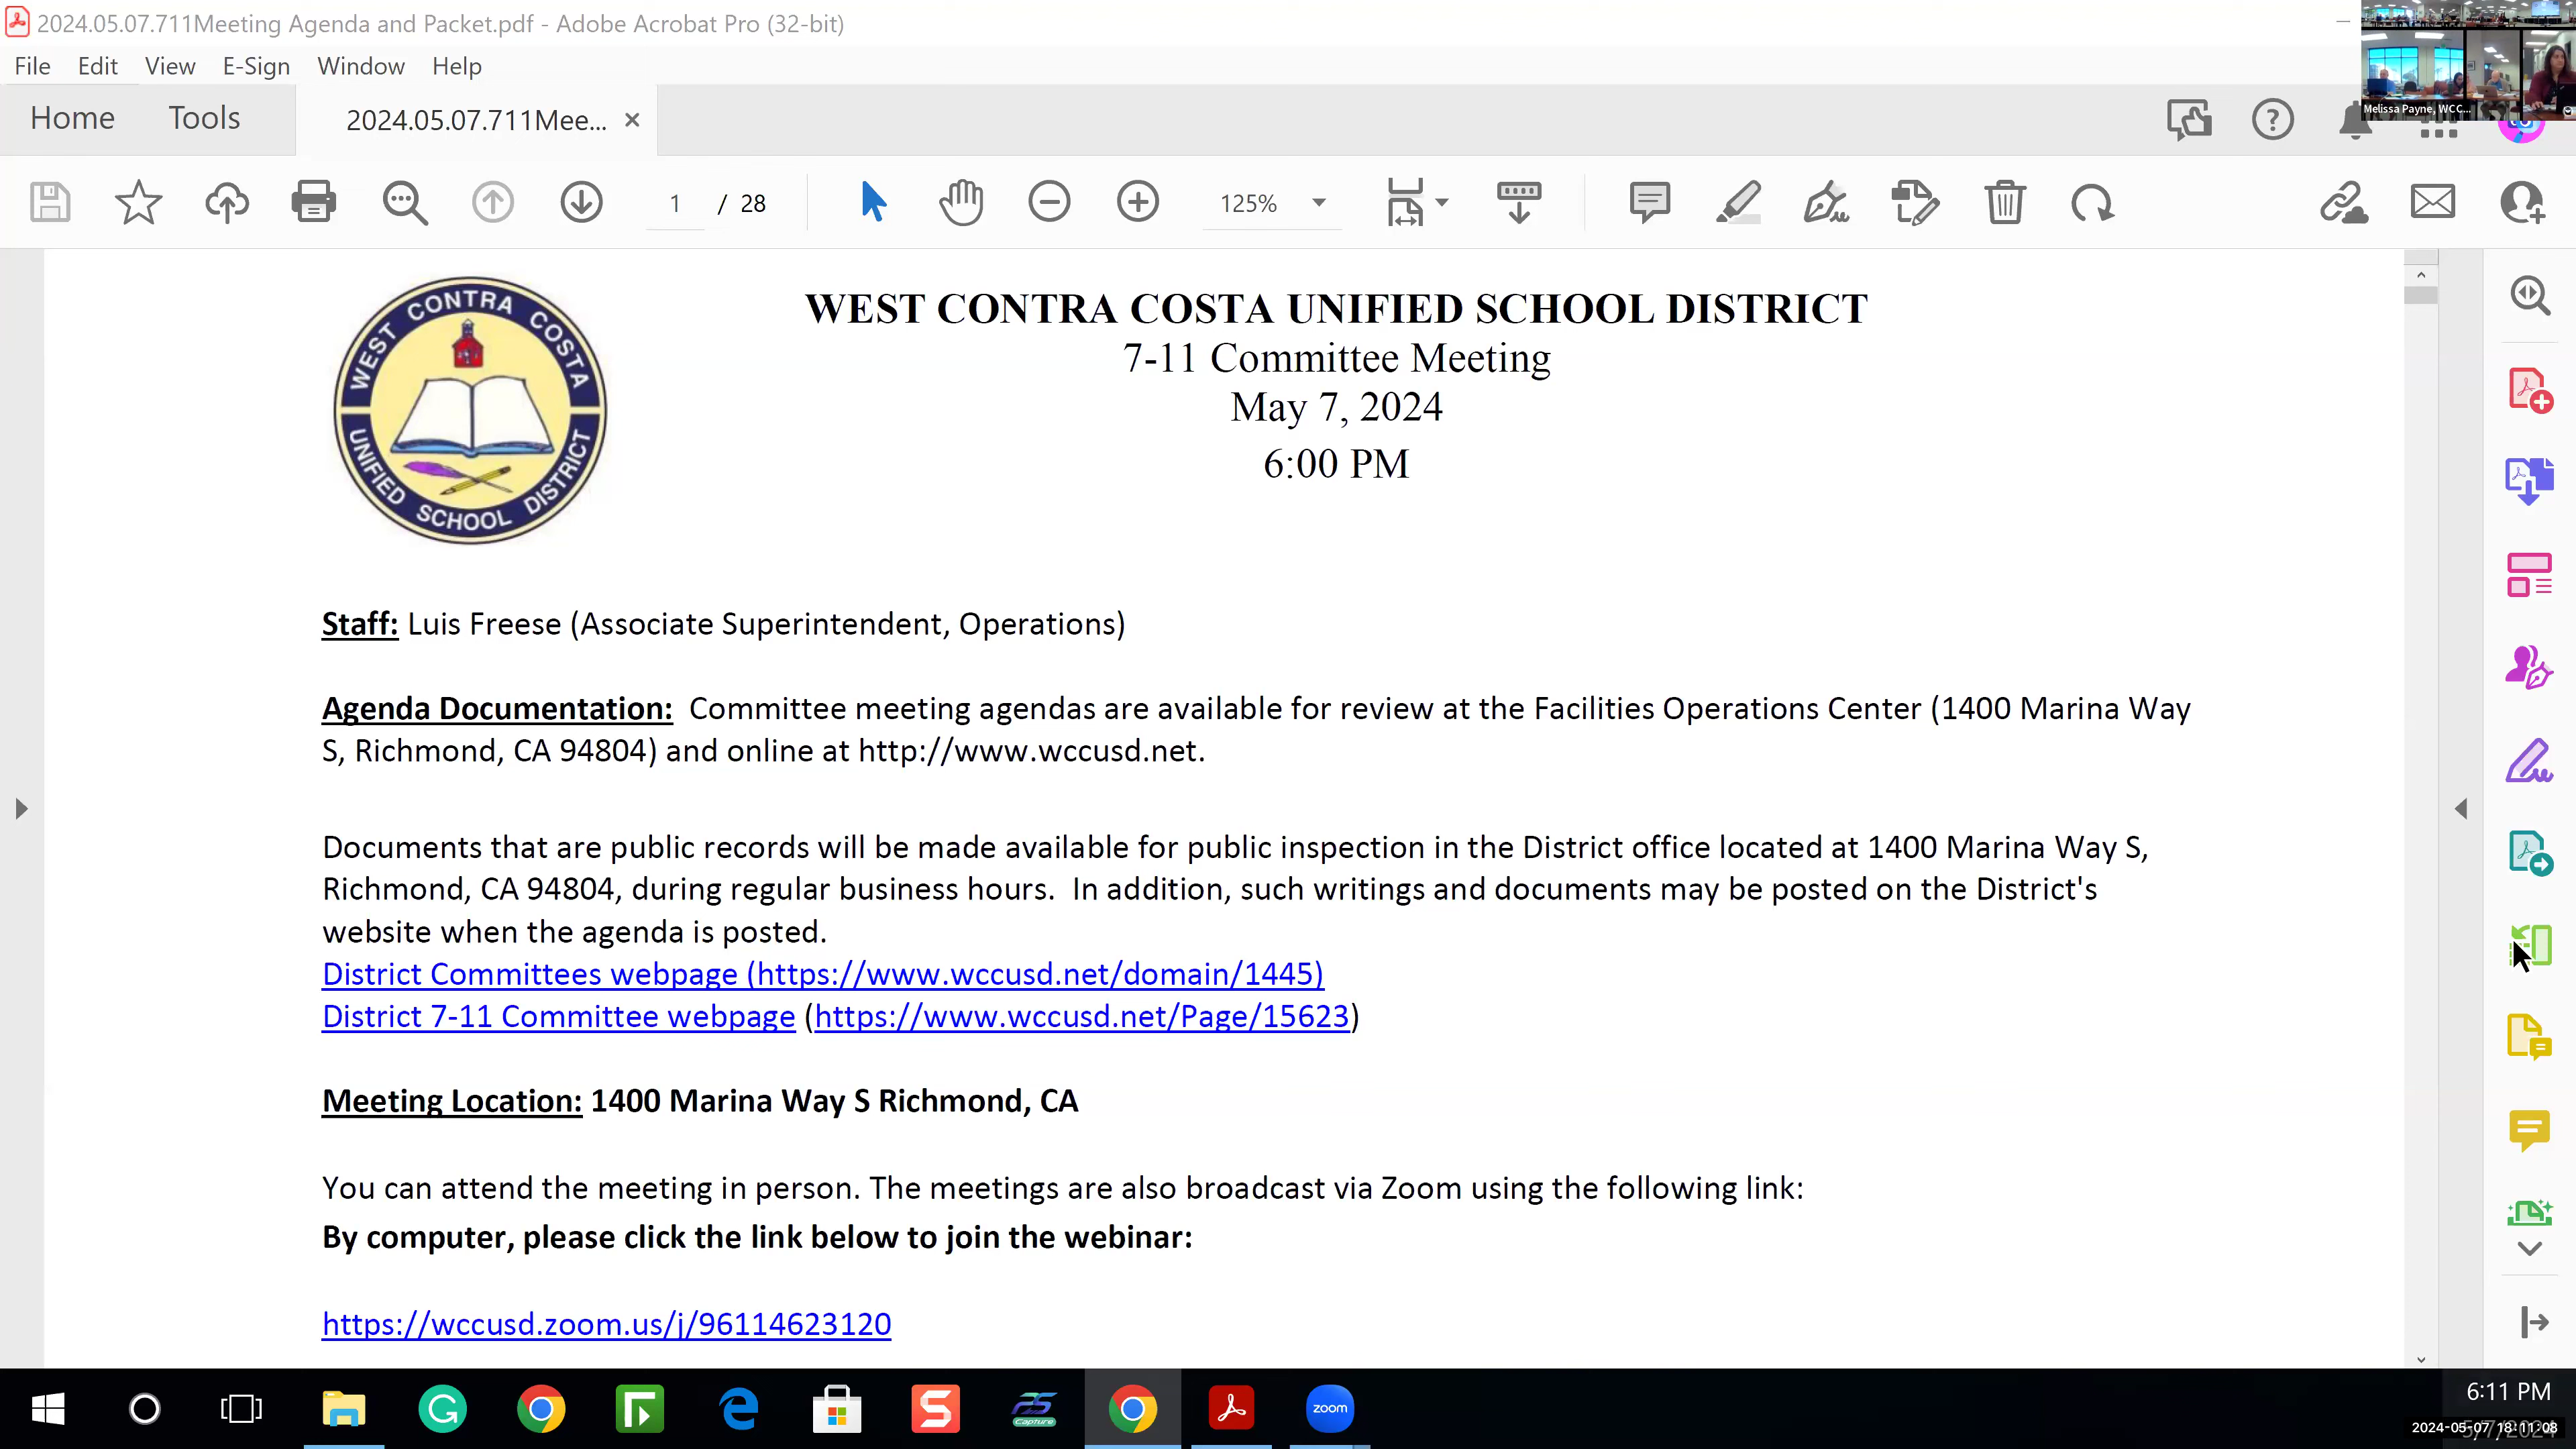 2024.05.07.711Meeting Agenda and Packet.pdf - Adobe Acrobat Pro (32-bit)
File Edit View E-Sign Window Help
Melissa Payne, WCC...
Home Tools 2024.05.07.711Mee... ×
1 / 28 125%
WEST CONTRA COSTA
UNIFIED SCHOOL DISTRICT
WEST CONTRA COSTA UNIFIED SCHOOL DISTRICT
7-11 Committee Meeting
May 7, 2024
6:00 PM
Staff: Luis Freese (Associate Superintendent, Operations)
Agenda Documentation: Committee meeting agendas are available for review at the Facilities Operations Center (1400 Marina Way
S, Richmond, CA 94804) and online at http://www.wccusd.net.
Documents that are public records will be made available for public inspection in the District office located at 1400 Marina Way S,
Richmond, CA 94804, during regular business hours. In addition, such writings and documents may be posted on the District's
website when the agenda is posted.
District Committees webpage (https://www.wccusd.net/domain/1445)
District 7-11 Committee webpage (https://www.wccusd.net/Page/15623)
Meeting Location: 1400 Marina Way S Richmond, CA
You can attend the meeting in person. The meetings are also broadcast via Zoom using the following link:
By computer, please click the link below to join the webinar:
https://wccusd.zoom.us/j/96114623120
Capture
zoom
6:11 PM
2024-05-07 18:11:08